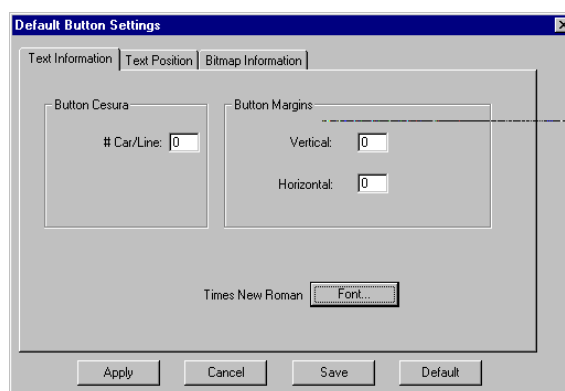 Default Button Settings
Text Information Text Position Bitmap Information
Button Cesura
# Car/Line: 0
Button Margins
Vertical: 0
Horizontal: 0
Times New Roman Font...
Apply Cancel Save Default